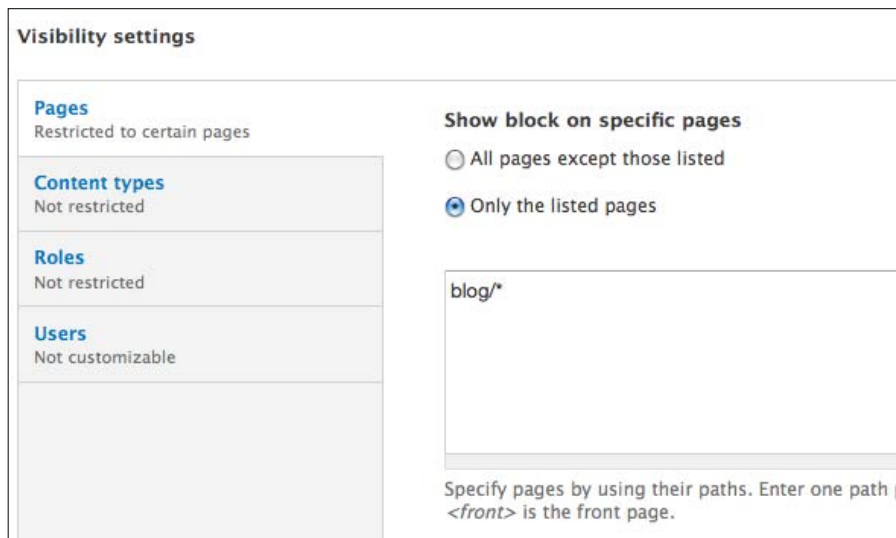 Visibility settings
Pages
Restricted to certain pages
Content types
Not restricted
Roles
Not restricted
Users
Not customizable
Show block on specific pages
All pages except those listed
Only the listed pages
blog/*
Specify pages by using their paths. Enter one path
<front> is the front page.